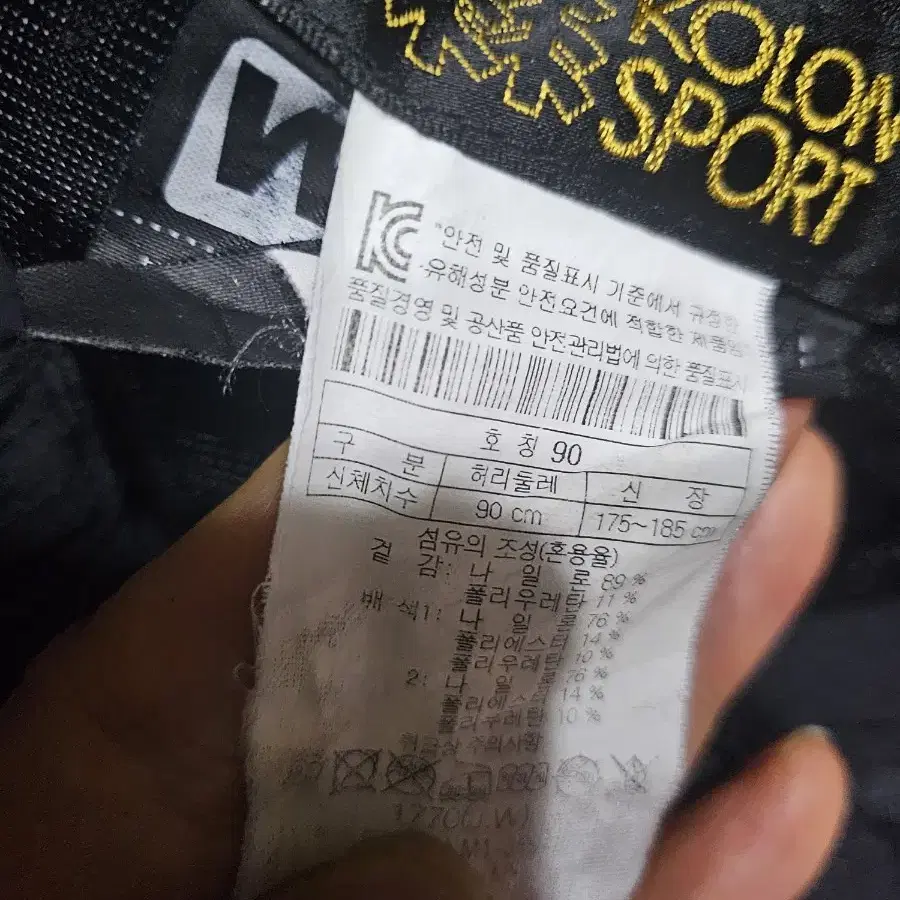 KOLON
SPORT
KC
"안전 및 품질표시 기준에서 규정한
유해성분 안전요건에 적합한 제품임"
품질경영 및 공산품 안전관리법에 의한 품질표시
호 칭 90
구 분 허리둘레 신 장
신체치수 90 cm 175~185 cm
섬유의 조성(혼용율)
겉 감: 나 일 론 89 %
폴리우레탄 11 %
배 색1: 나 일 론 76 %
폴리에스터 14 %
폴리우레탄 10 %
2: 나 일 론 76 %
폴리에스터 14 %
폴리우레탄 10 %
취급상 주의사항